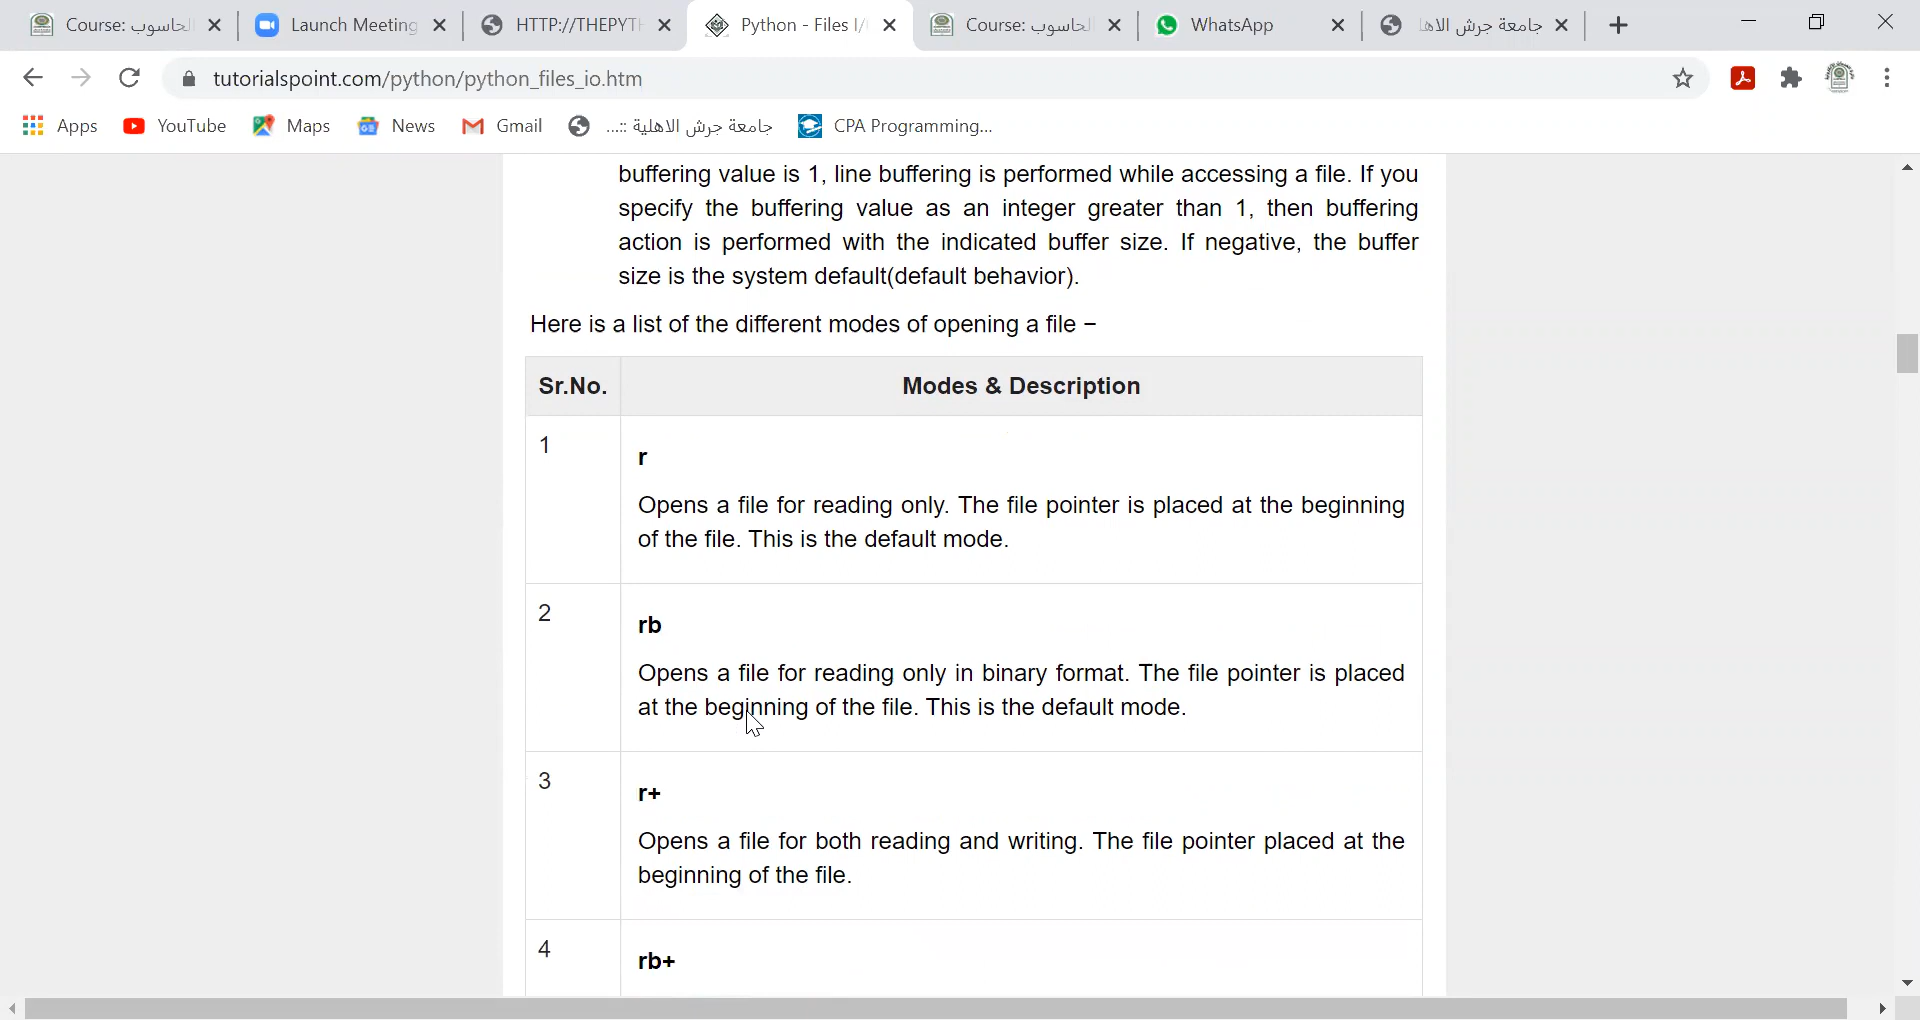 Course: الحاسوب
Launch Meeting
HTTP://THEPYTH
Python - Files I/
Course: الحاسوب
WhatsApp
جامعة جرش الاهل
tutorialspoint.com/python/python_files_io.htm
Apps
YouTube
Maps
News
Gmail
جامعة جرش الاهلية ::...
CPA Programming...
buffering value is 1, line buffering is performed while accessing a file. If you
specify the buffering value as an integer greater than 1, then buffering
action is performed with the indicated buffer size. If negative, the buffer
size is the system default(default behavior).
Here is a list of the different modes of opening a file −
Sr.No. Modes & Description
1
r
Opens a file for reading only. The file pointer is placed at the beginning
of the file. This is the default mode.
2
rb
Opens a file for reading only in binary format. The file pointer is placed
at the beginning of the file. This is the default mode.
3
r+
Opens a file for both reading and writing. The file pointer placed at the
beginning of the file.
4
rb+